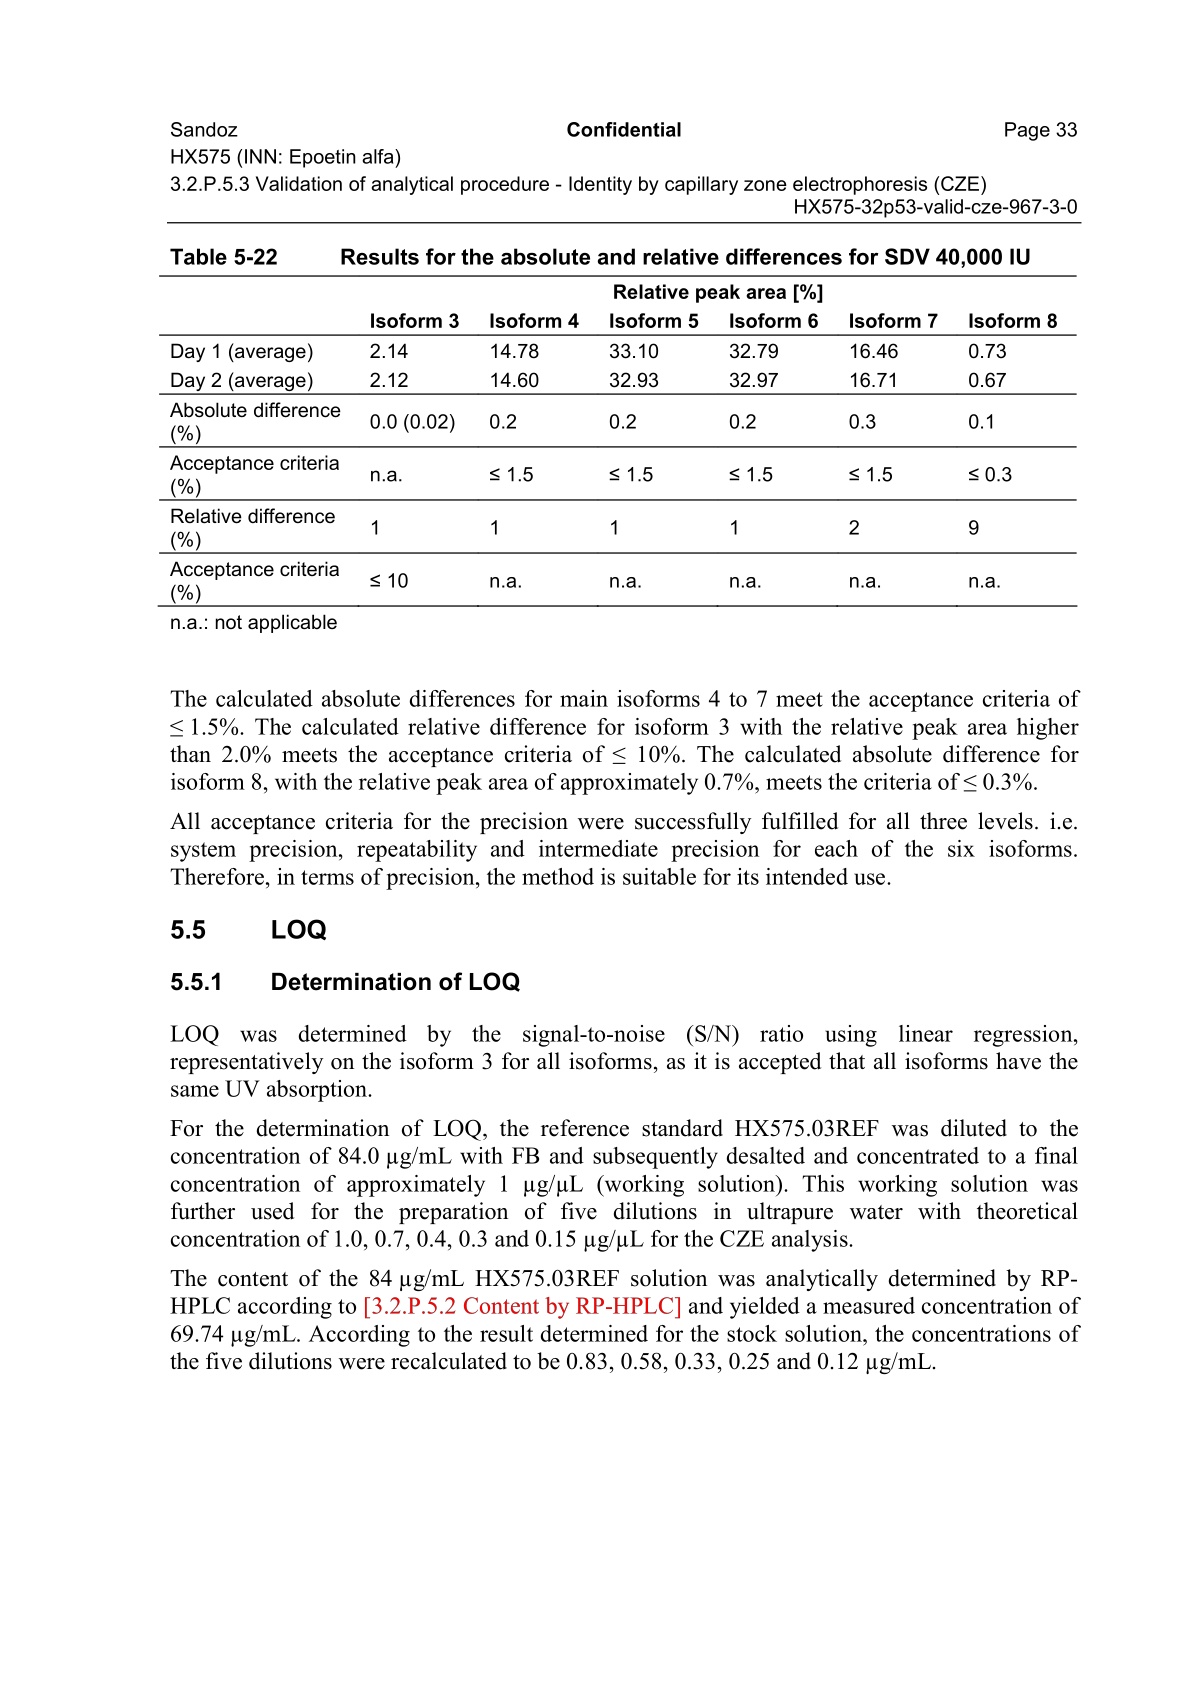 Sandoz Confidential Page 33
HX575 (INN: Epoetin alfa)
3.2.P.5.3 Validation of analytical procedure - Identity by capillary zone electrophoresis (CZE)
HX575-32p53-valid-cze-967-3-0
Table 5-22 Results for the absolute and relative differences for SDV 40,000 IU
Relative peak area [%]
Isoform 3 Isoform 4 Isoform 5 Isoform 6 Isoform 7 Isoform 8
Day 1 (average) 2.14 14.78 33.10 32.79 16.46 0.73
Day 2 (average) 2.12 14.60 32.93 32.97 16.71 0.67
Absolute difference
(%) 0.0 (0.02) 0.2 0.2 0.2 0.3 0.1
Acceptance criteria
(%) n.a. ≤ 1.5 ≤ 1.5 ≤ 1.5 ≤ 1.5 ≤ 0.3
Relative difference
(%) 1 1 1 1 2 9
Acceptance criteria
(%) ≤ 10 n.a. n.a. n.a. n.a. n.a.
n.a.: not applicable
The calculated absolute differences for main isoforms 4 to 7 meet the acceptance criteria of
≤ 1.5%. The calculated relative difference for isoform 3 with the relative peak area higher
than 2.0% meets the acceptance criteria of ≤ 10%. The calculated absolute difference for
isoform 8, with the relative peak area of approximately 0.7%, meets the criteria of ≤ 0.3%.
All acceptance criteria for the precision were successfully fulfilled for all three levels. i.e.
system precision, repeatability and intermediate precision for each of the six isoforms.
Therefore, in terms of precision, the method is suitable for its intended use.
5.5 LOQ
5.5.1 Determination of LOQ
LOQ was determined by the signal-to-noise (S/N) ratio using linear regression,
representatively on the isoform 3 for all isoforms, as it is accepted that all isoforms have the
same UV absorption.
For the determination of LOQ, the reference standard HX575.03REF was diluted to the
concentration of 84.0 µg/mL with FB and subsequently desalted and concentrated to a final
concentration of approximately 1 µg/µL (working solution). This working solution was
further used for the preparation of five dilutions in ultrapure water with theoretical
concentration of 1.0, 0.7, 0.4, 0.3 and 0.15 µg/µL for the CZE analysis.
The content of the 84 µg/mL HX575.03REF solution was analytically determined by RP-
HPLC according to [3.2.P.5.2 Content by RP-HPLC] and yielded a measured concentration of
69.74 µg/mL. According to the result determined for the stock solution, the concentrations of
the five dilutions were recalculated to be 0.83, 0.58, 0.33, 0.25 and 0.12 µg/mL.